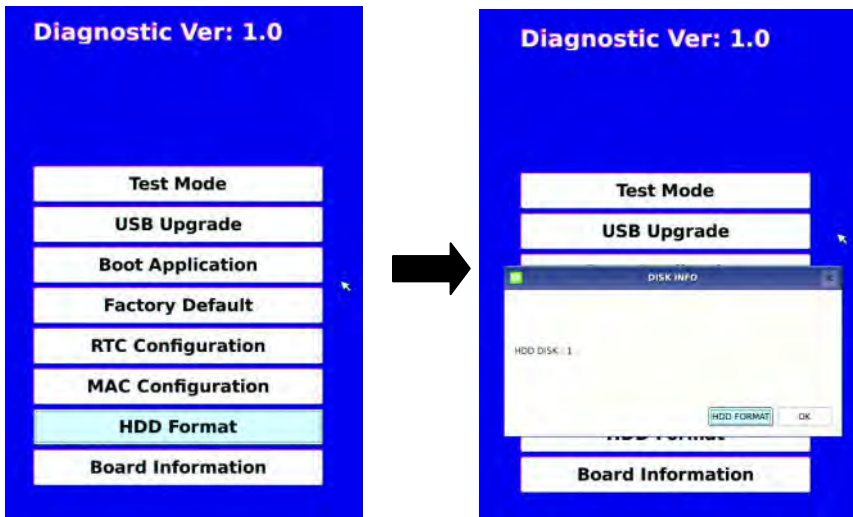 Diagnostic Ver: 1.0
Test Mode
USB Upgrade
Boot Application
Factory Default
RTC Configuration
MAC Configuration
HDD Format
Board Information
Diagnostic Ver: 1.0
Test Mode
USB Upgrade
DISK INFO
HDD DISK : 1
HDD FORMAT OK
HDD Format
Board Information